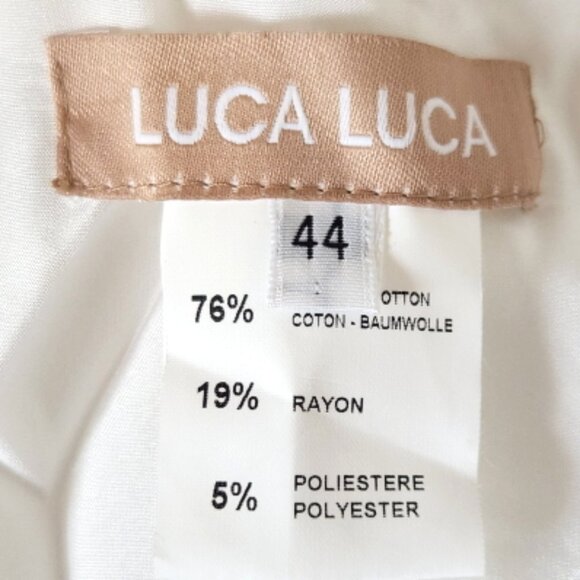 LUCA LUCA
44
76% OTTON
COTON - BAUMWOLLE
19% RAYON
5% POLIESTERE
POLYESTER